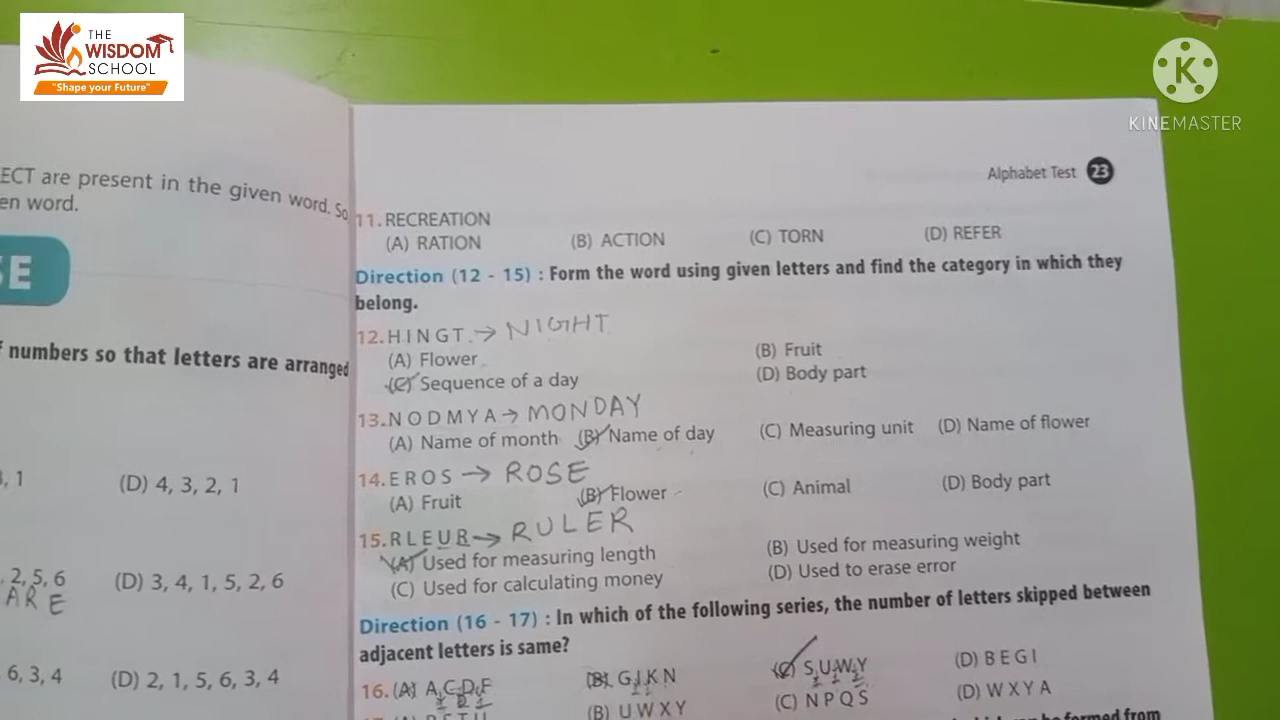 THE
WISDOM
SCHOOL
"Shape your Future"
K
KINEMASTER
ECT are present in the given word. So
en word.
SE
numbers so that letters are arranged
, 1 (D) 4, 3, 2, 1
2, 5, 6 (D) 3, 4, 1, 5, 2, 6
ARE
6, 3, 4 (D) 2, 1, 5, 6, 3, 4
Alphabet Test 23
11. RECREATION
(A) RATION (B) ACTION (C) TORN (D) REFER
Direction (12 - 15) : Form the word using given letters and find the category in which they
belong.
12. H I N G T → NIGHT
(A) Flower (B) Fruit
(C) Sequence of a day (D) Body part
13. N O D M Y A → MONDAY
(A) Name of month (B) Name of day (C) Measuring unit (D) Name of flower
14. E R O S → ROSE
(A) Fruit (B) Flower (C) Animal (D) Body part
15. R L E U R → RULER
(A) Used for measuring length (B) Used for measuring weight
(C) Used for calculating money (D) Used to erase error
Direction (16 - 17) : In which of the following series, the number of letters skipped between
adjacent letters is same?
16. (A) A C D F (B) G I K N (C) S U W Y (D) B E G I
(B) U W X Y (C) N P Q S (D) W X Y A